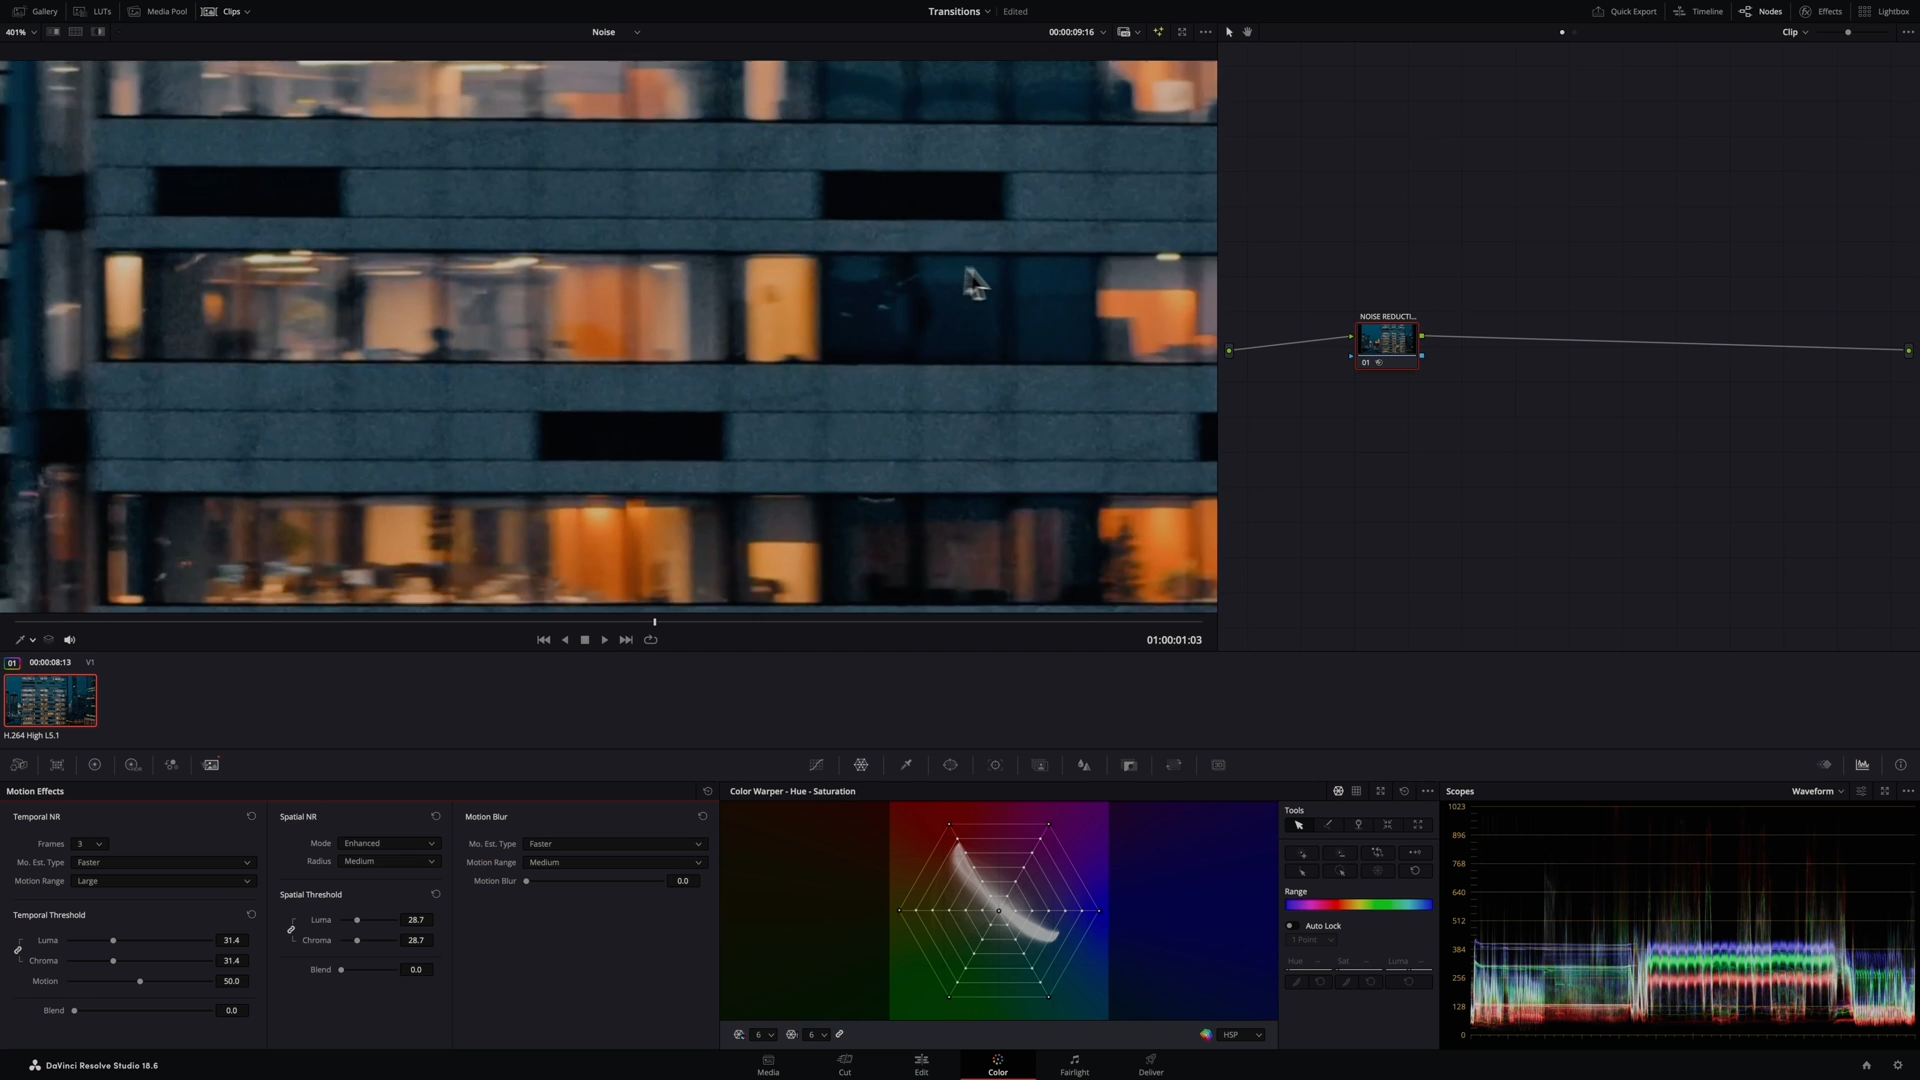 Gallery LUTs Media Pool Clips Transitions Edited Quick Export Timeline Nodes Effects Lightbox
401% Noise 00:00:09:16 Clip
NOISE REDUCTI...
01
01:00:01:03
01 00:00:08:13 V1
H.264 High L5.1
Motion Effects
Temporal NR
Frames 3
Mo. Est. Type Faster
Motion Range Large
Temporal Threshold
Luma 31.4
Chroma 31.4
Motion 50.0
Blend 0.0
Spatial NR
Mode Enhanced
Radius Medium
Spatial Threshold
Luma 28.7
Chroma 28.7
Blend 0.0
Motion Blur
Mo. Est. Type Faster
Motion Range Medium
Motion Blur 0.0
Color Warper - Hue - Saturation
Tools
Range
Auto Lock
1 Point
Hue -- Sat -- Luma --
6 6 HSP
Scopes Waveform
1023
896
768
640
512
384
256
128
0
DaVinci Resolve Studio 18.6
Media Cut Edit Color Fairlight Deliver